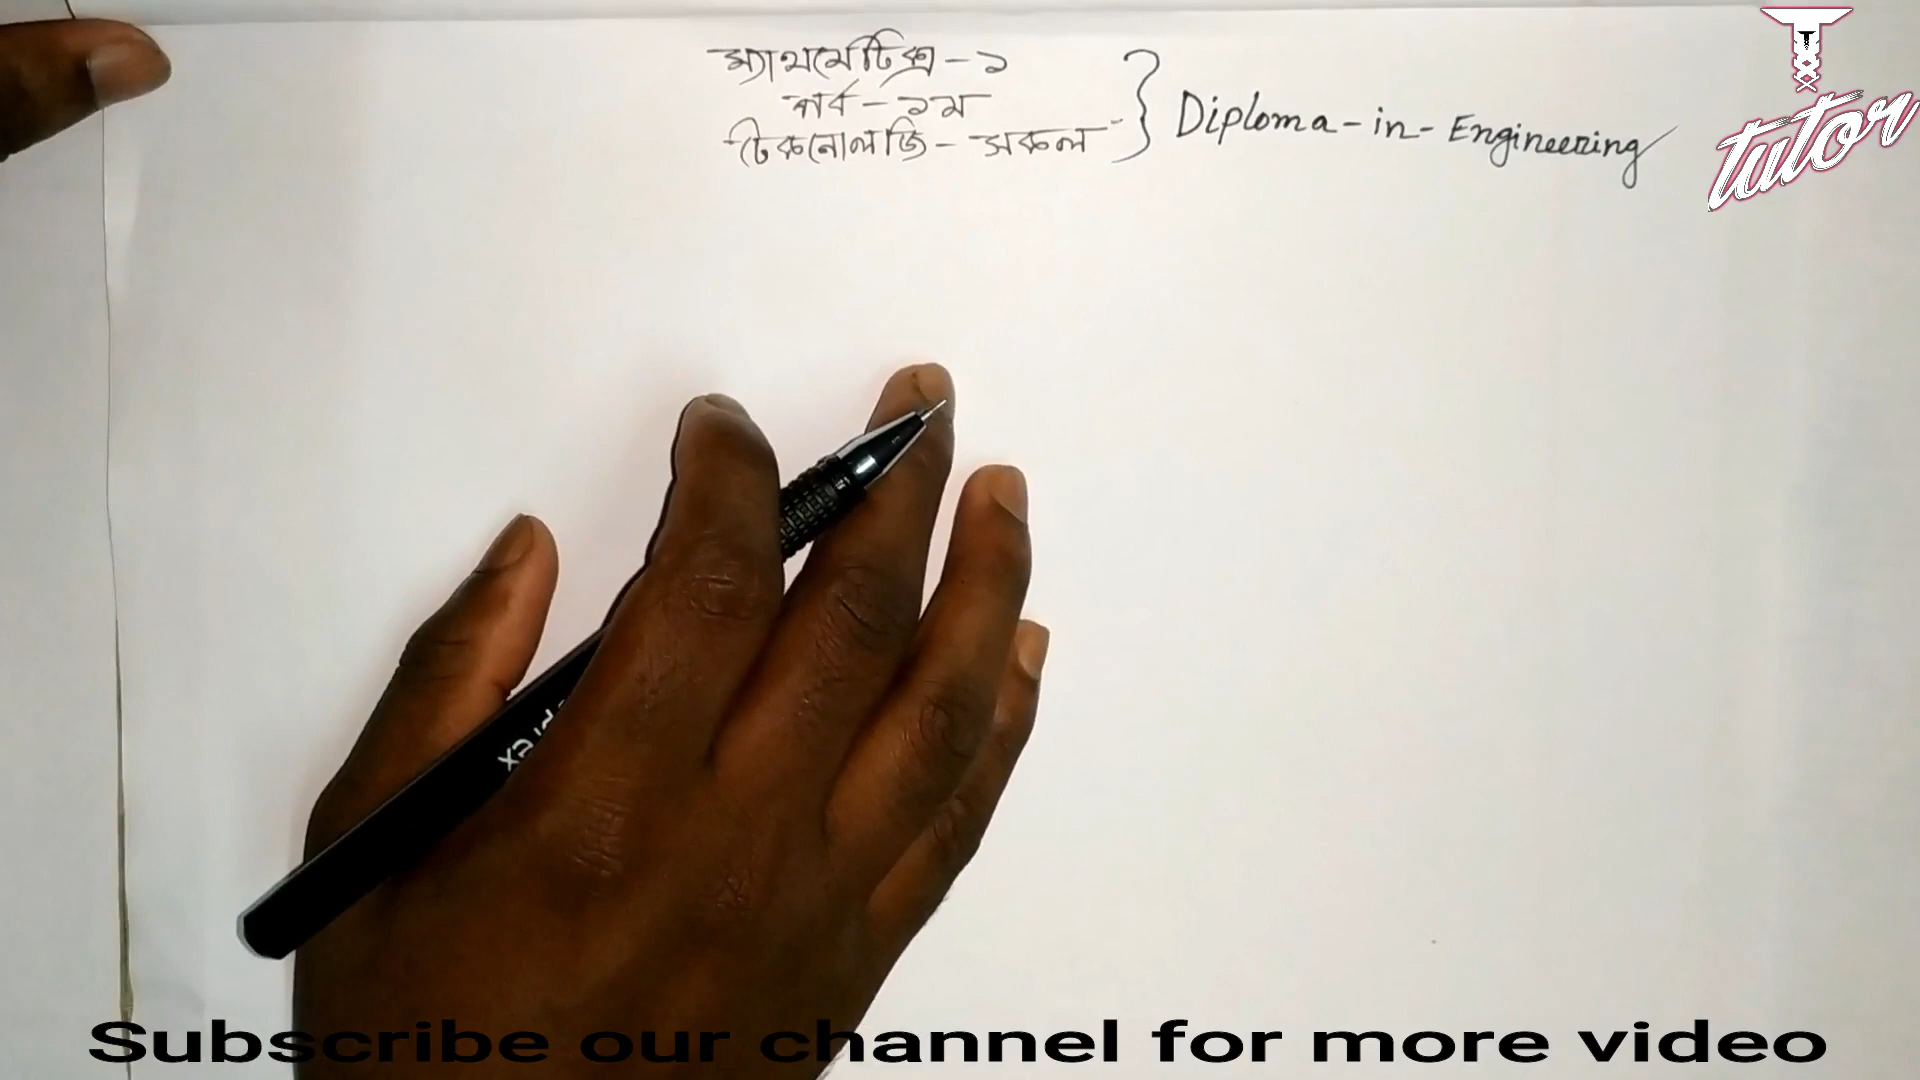 ম্যাথমেটিক্স - ১
পর্ব - ১ম
টেকনোলজি - সকল
Diploma-in-Engineering
T
tutor
Subscribe our channel for more video